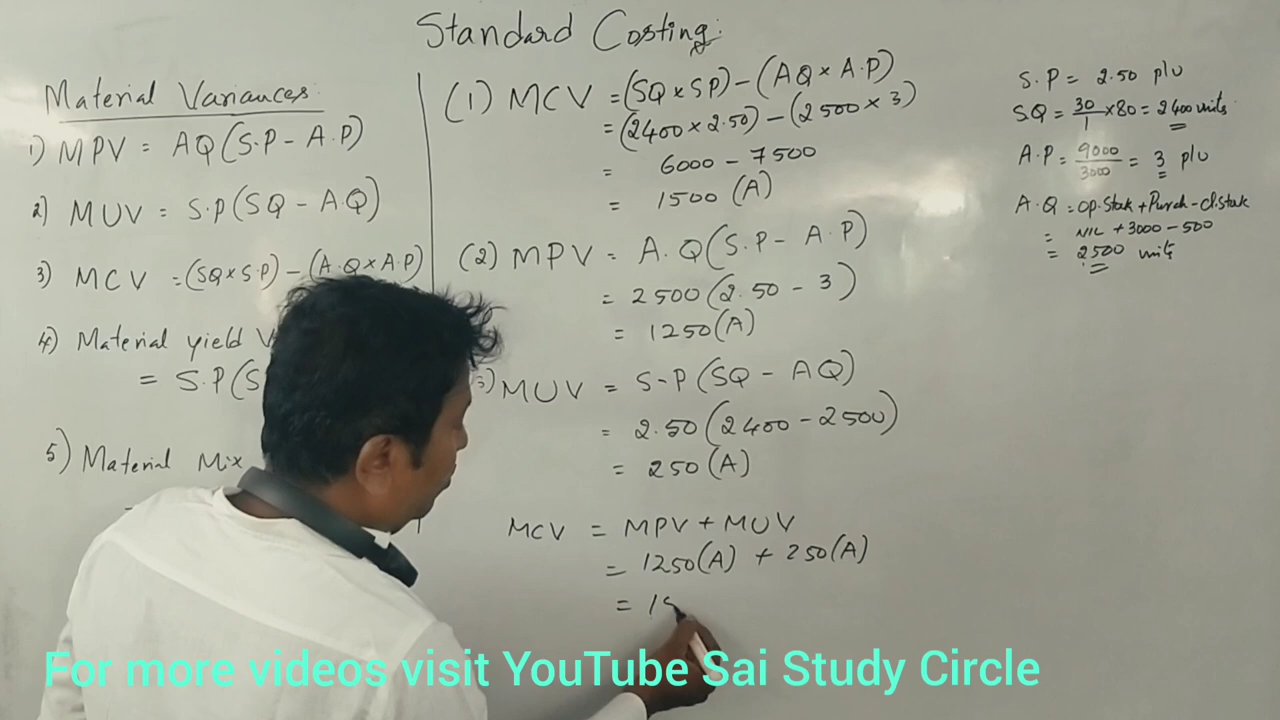 Standard Costing:
Material Variances:
1) MPV = AQ(S.P - A.P)
2) MUV = S.P(SQ - A.Q)
3) MCV = (SQ x S.P) - (A.Q x A.P)
4) Material yield V
= S.P(S
5) Material Mix
(1) MCV = (SQ x SP) - (AQ x A.P)
= (2400 x 2.50) - (2500 x 3)
= 6000 - 7500
= 1500 (A)
(2) MPV = A.Q(S.P - A.P)
= 2500(2.50 - 3)
= 1250(A)
3) MUV = S-P(SQ - AQ)
= 2.50(2400 - 2500)
= 250(A)
MCV = MPV + MUV
= 1250(A) + 250(A)
= 15
S.P = 2.50 p/u
SQ = 30/1 x 80 = 2400 units.
A.P = 9000/3000 = 3 p/u
A.Q = op.Stok + Purch - cl.stok
= NIL + 3000 - 500
= 2500 units
For more videos visit YouTube Sai Study Circle